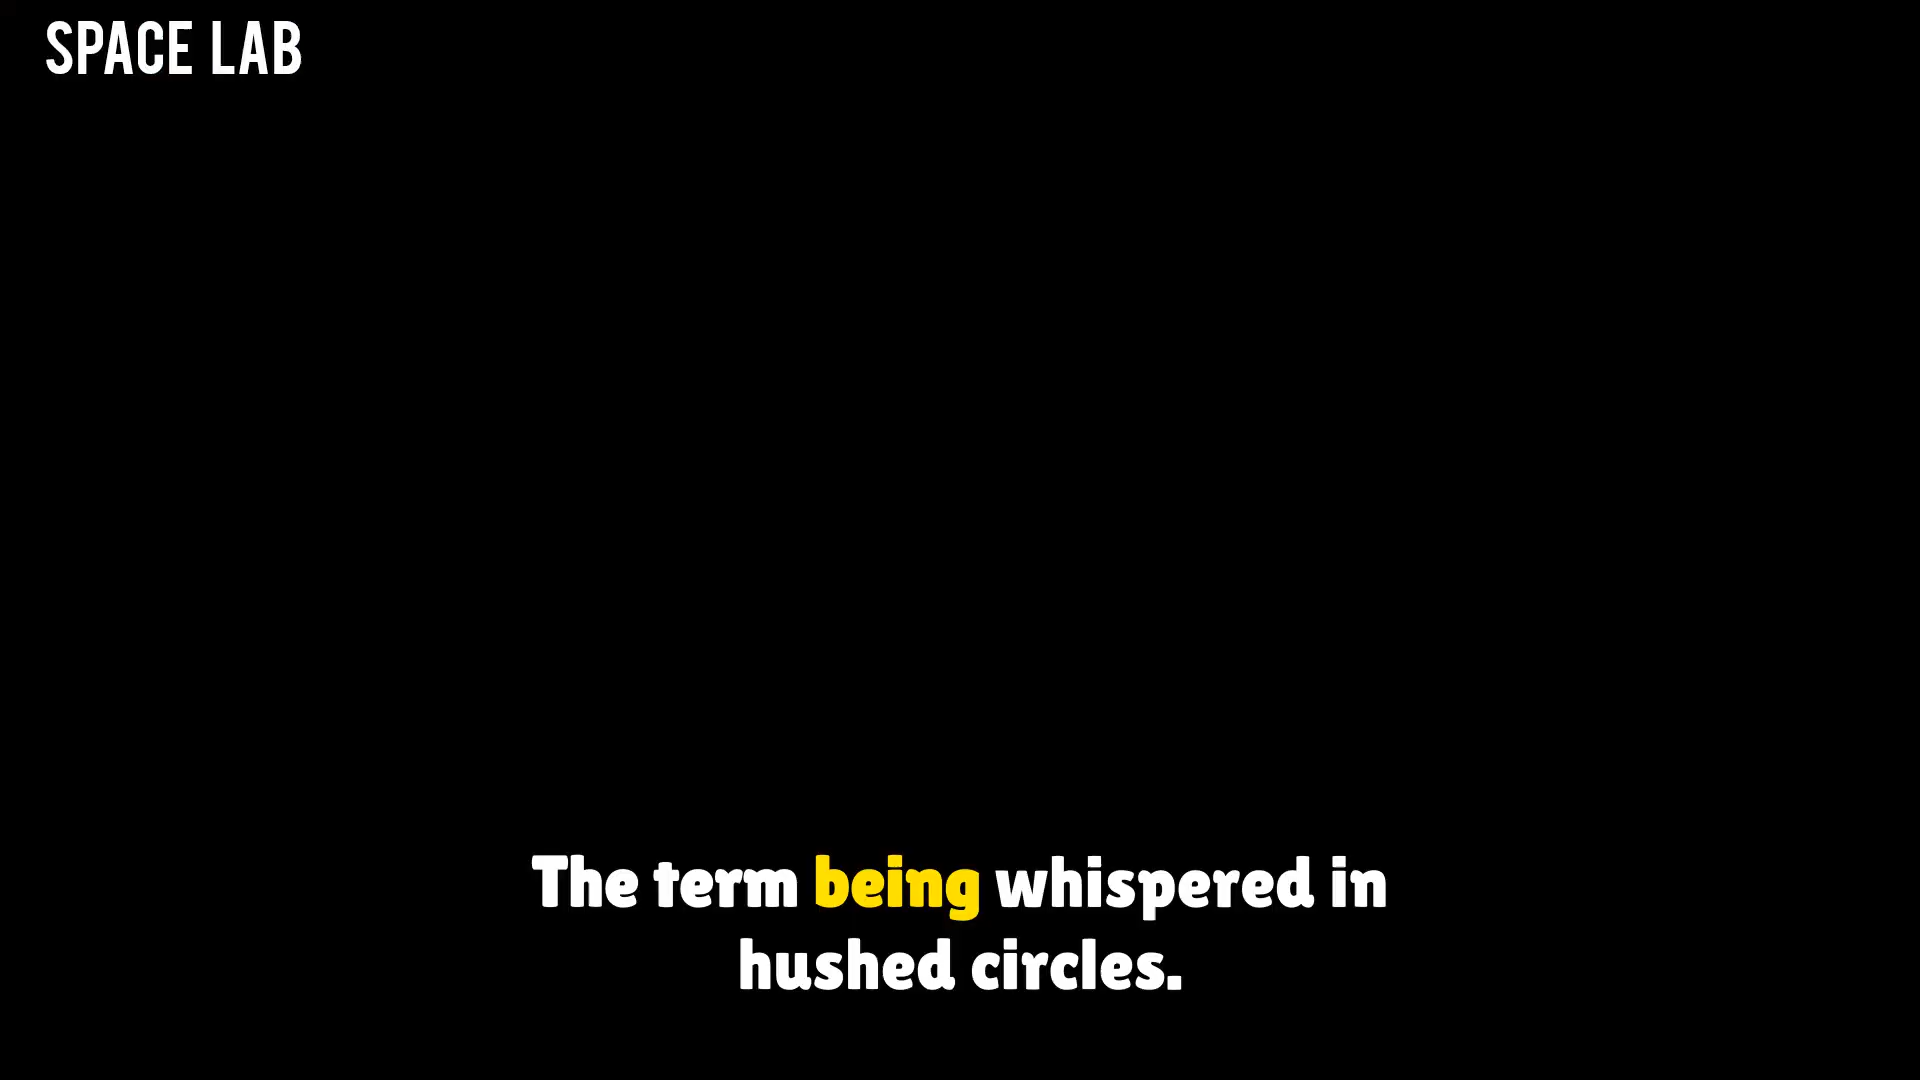 SPACE LAB
The term being whispered in
hushed circles.